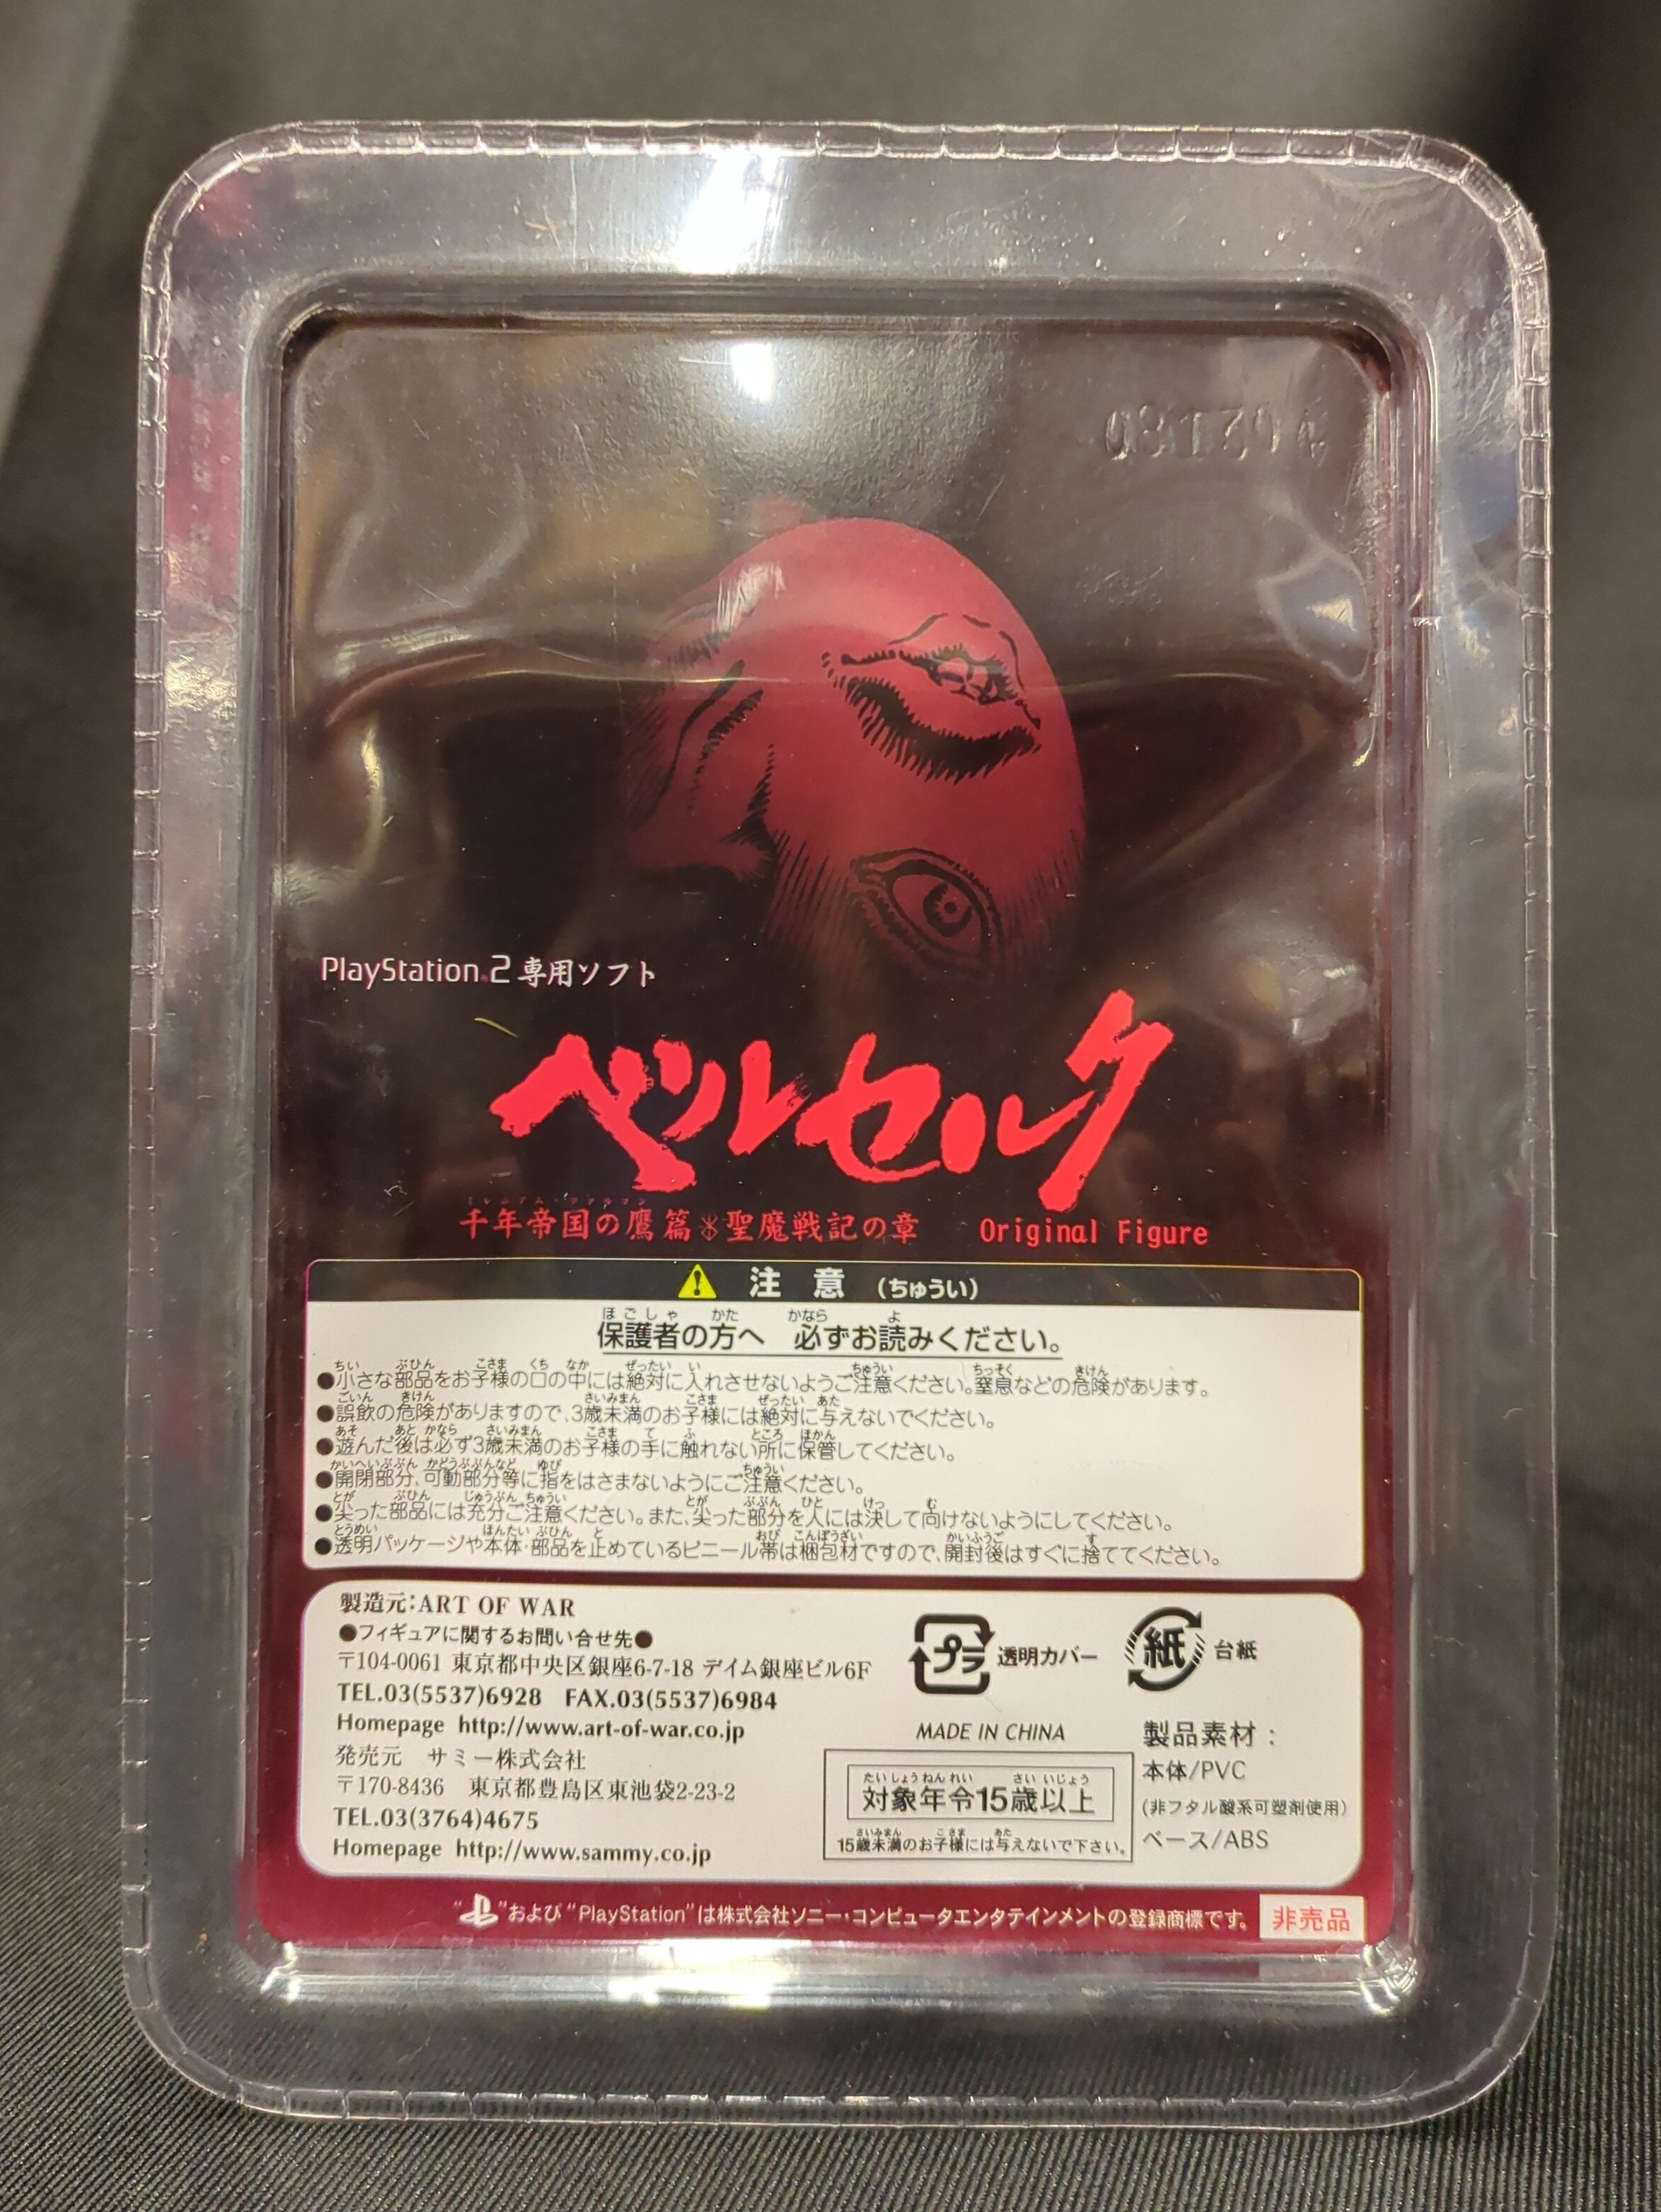 PlayStation®2専用ソフト
ベルセルク
ミレニアム・ファルコン
千年帝国の鷹篇 聖魔戦記の章 Original Figure
注 意 (ちゅうい)
保護者の方へ 必ずお読みください。
●小さな部品をお子様の口の中には絶対に入れさせないようご注意ください。窒息などの危険があります。
●誤飲の危険がありますので、3歳未満のお子様には絶対に与えないでください。
●遊んだ後は必ず3歳未満のお子様の手に触れない所に保管してください。
●開閉部分、可動部分等に指をはさまないようにご注意ください。
●尖った部品には充分ご注意ください。また、尖った部分を人には決して向けないようにしてください。
●透明パッケージや本体・部品を止めているビニール帯は梱包材ですので、開封後はすぐに捨ててください。
製造元:ART OF WAR
●フィギュアに関するお問い合せ先●
〒104-0061 東京都中央区銀座6-7-18 デイム銀座ビル6F
TEL.03(5537)6928 FAX.03(5537)6984
Homepage http://www.art-of-war.co.jp
発売元 サミー株式会社
〒170-8436 東京都豊島区東池袋2-23-2
TEL.03(3764)4675
Homepage http://www.sammy.co.jp
プラ 透明カバー
紙 台紙
MADE IN CHINA
対象年令15歳以上
15歳未満のお子様には与えないで下さい。
製品素材：
本体/PVC
(非フタル酸系可塑剤使用)
ベース/ABS
“ ”および“PlayStation”は株式会社ソニー・コンピュータエンタテインメントの登録商標です。
非売品